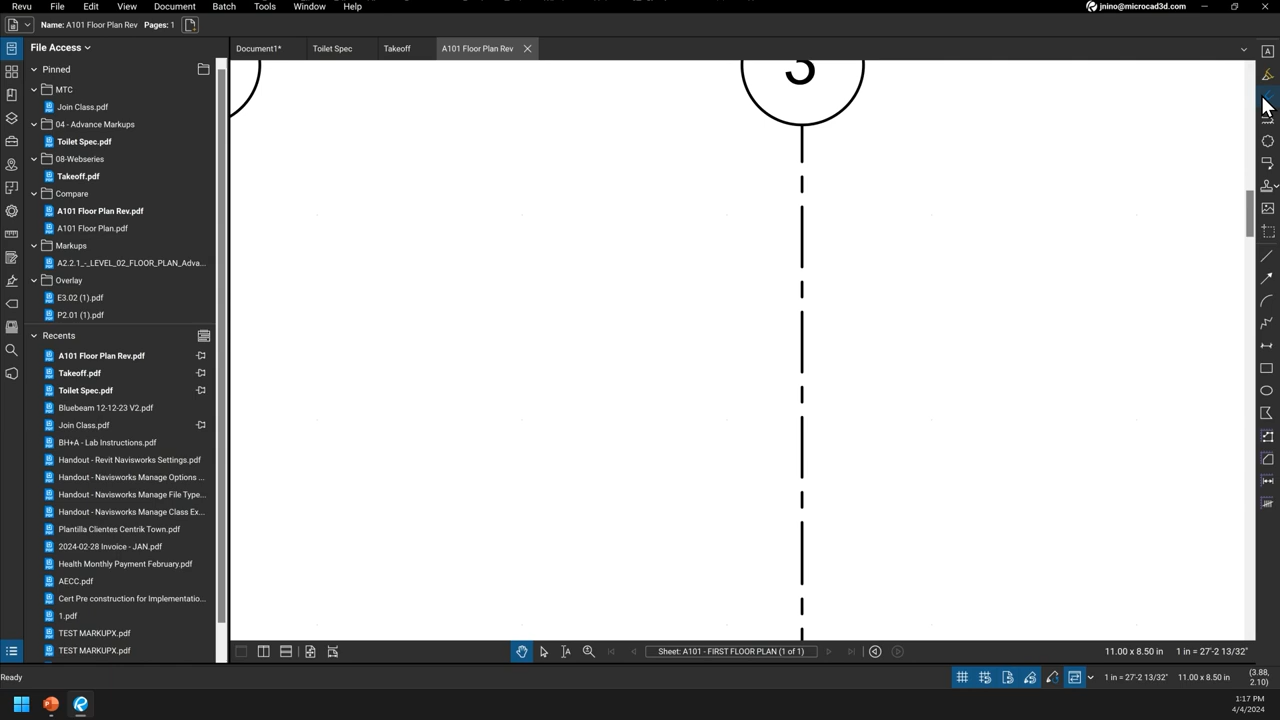 Revu File Edit View Document Batch Tools Window Help jnino@microcad3d.com
Name: A101 Floor Plan Rev Pages: 1
File Access
Document1* Toilet Spec Takeoff A101 Floor Plan Rev
Pinned
MTC
Join Class.pdf
04 - Advance Markups
Toilet Spec.pdf
08-Webseries
Takeoff.pdf
Compare
A101 Floor Plan Rev.pdf
A101 Floor Plan.pdf
Markups
A2.2.1_-_LEVEL_02_FLOOR_PLAN_Adva...
Overlay
E3.02 (1).pdf
P2.01 (1).pdf
Recents
A101 Floor Plan Rev.pdf
Takeoff.pdf
Toilet Spec.pdf
Bluebeam 12-12-23 V2.pdf
Join Class.pdf
BH+A - Lab Instructions.pdf
Handout - Revit Navisworks Settings.pdf
Handout - Navisworks Manage Options ...
Handout - Navisworks Manage File Type...
Handout - Navisworks Manage Class Ex...
Plantilla Clientes Centrik Town.pdf
2024-02-28 Invoice - JAN.pdf
Health Monthly Payment February.pdf
AECC.pdf
Cert Pre construction for Implementatio...
1.pdf
TEST MARKUPX.pdf
TEST MARKUPX.pdf
Sheet: A101 - FIRST FLOOR PLAN (1 of 1) 11.00 x 8.50 in 1 in = 27'-2 13/32"
Ready 1 in = 27'-2 13/32" 11.00 x 8.50 in (3.88, 2.10)
1:17 PM
4/4/2024